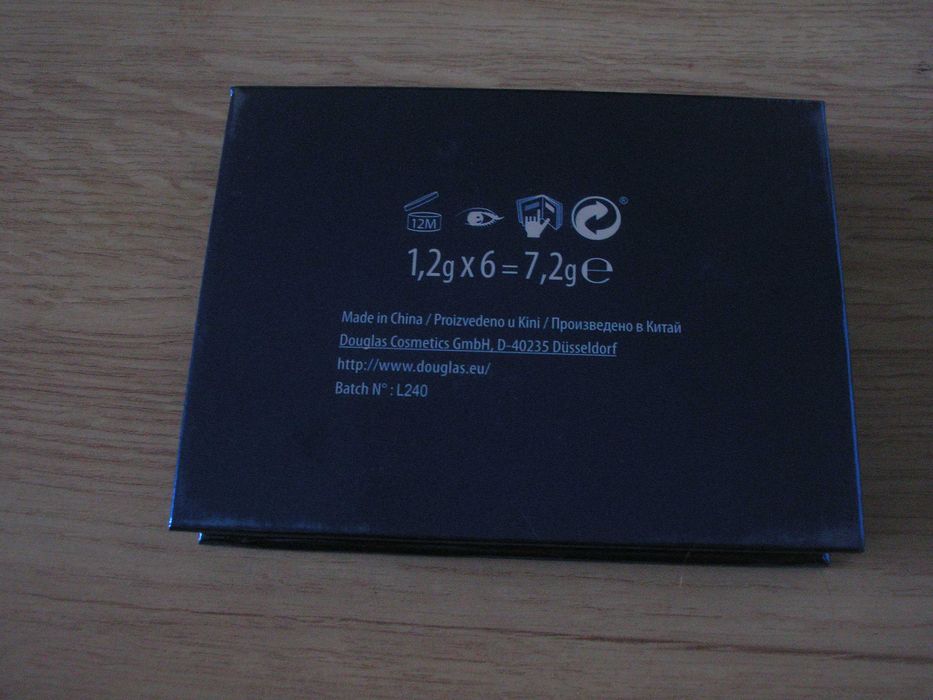 12M ®
1,2g x 6 = 7,2g ℮
Made in China / Proizvedeno u Kini / Произведено в Китай
Douglas Cosmetics GmbH, D-40235 Düsseldorf
http://www.douglas.eu/
Batch N° : L240